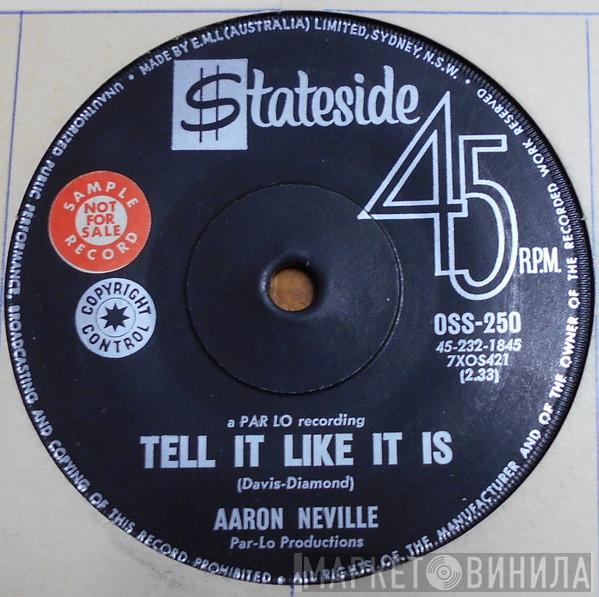 MADE BY E.M.I. (AUSTRALIA) LIMITED, SYDNEY, N.S.W. •
UNAUTHORIZED PUBLIC PERFORMANCE, BROADCASTING AND COPYING OF THIS RECORD PROHIBITED • ALL RIGHTS OF THE MANUFACTURER AND OF THE OWNER OF THE RECORDED WORK RESERVED
$tateside
45
R.P.M.
SAMPLE
NOT
FOR
SALE
RECORD
COPYRIGHT
CONTROL
OSS-250
45-232-1845
7XOS421
(2.33)
a PAR LO recording
TELL IT LIKE IT IS
(Davis-Diamond)
AARON NEVILLE
Par-Lo Productions
МАРКЕТ ВИНИЛА